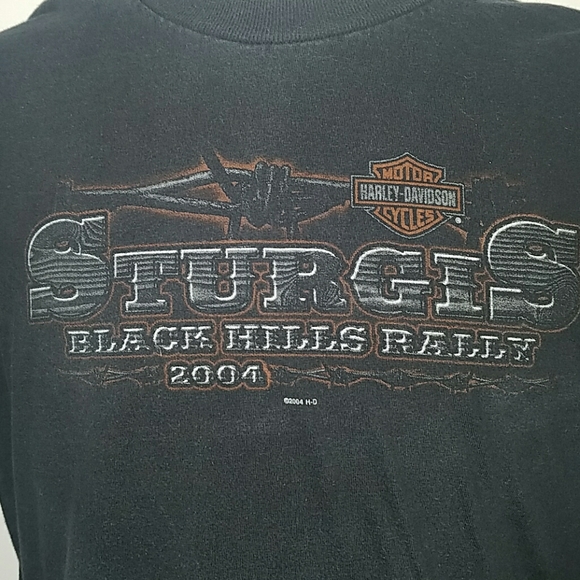 MOTOR
HARLEY-DAVIDSON
CYCLES
®
STURGIS
BLACK HILLS RALLY
2004
©2004 H-D